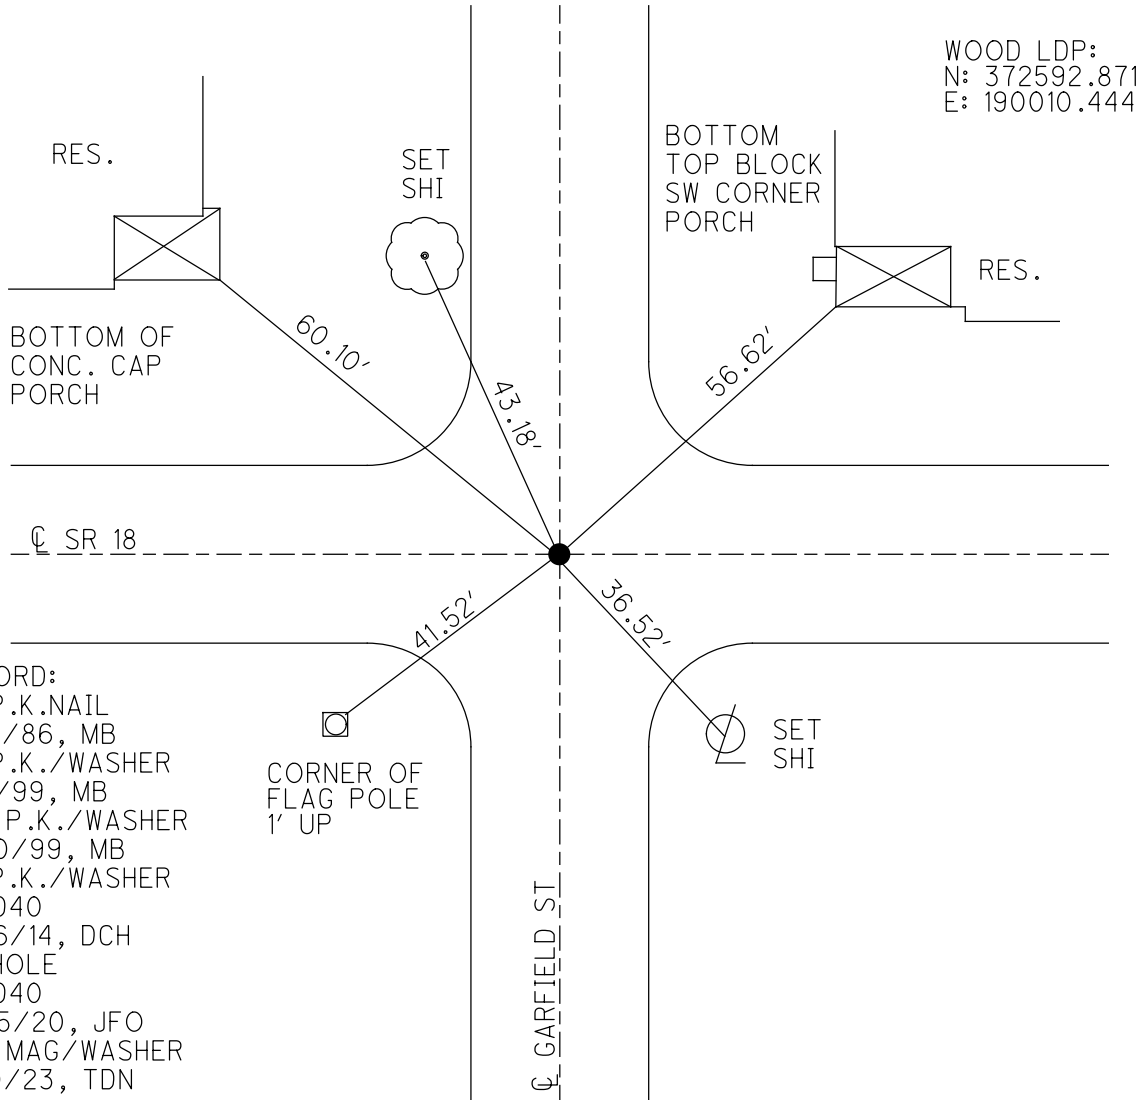 WOOD LDP:
N: 372592.871
E: 190010.444
RES.
SET
SHI
BOTTOM
TOP BLOCK
SW CORNER
PORCH
RES.
BOTTOM OF
CONC. CAP
PORCH
60.10'
43.18'
56.62'
℄ SR 18
41.52'
36.52'
ORD:
P.K.NAIL
/86, MB
P.K./WASHER
/99, MB
P.K./WASHER
0/99, MB
P.K./WASHER
040
6/14, DCH
HOLE
040
5/20, JFO
MAG/WASHER
/23, TDN
CORNER OF
FLAG POLE
1' UP
SET
SHI
℄ GARFIELD ST